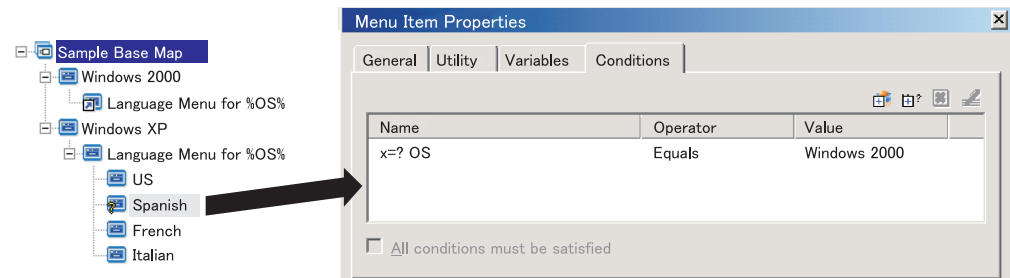 Sample Base Map
Windows 2000
Language Menu for %OS%
Windows XP
Language Menu for %OS%
US
Spanish
French
Italian
Menu Item Properties
General Utility Variables Conditions
Name Operator Value
x=? OS Equals Windows 2000
All conditions must be satisfied